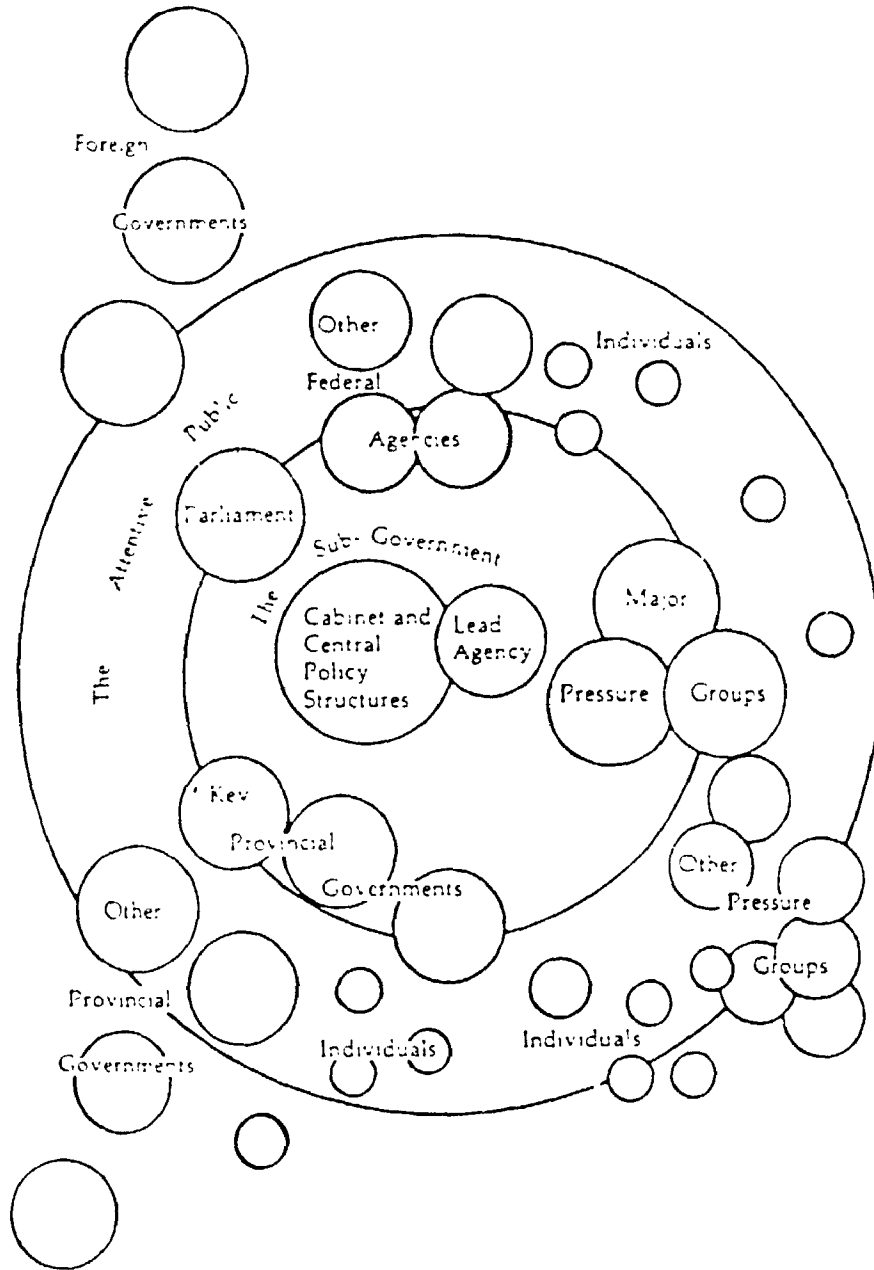 Foreign
Governments
Other
Federal
Agencies
Individuals
The Attentive Public
Parliament
The Sub-Government
Cabinet and
Central
Policy
Structures
Lead
Agency
Major
Pressure Groups
Key
Provincial
Governments
Other
Provincial
Governments
Individuals
Individuals
Other
Pressure
Groups